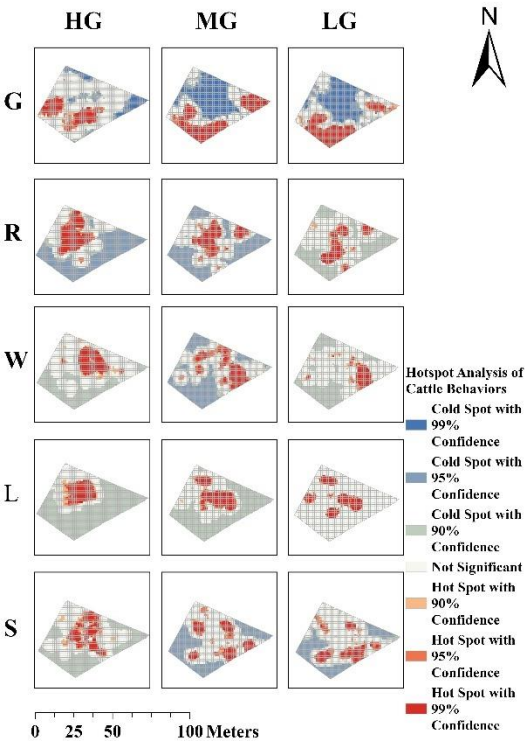 HG MG LG
N
G
R
W
L
S
Hotspot Analysis of
Cattle Behaviors
Cold Spot with
99%
Confidence
Cold Spot with
95%
Confidence
Cold Spot with
90%
Confidence
Not Significant
Hot Spot with
90%
Confidence
Hot Spot with
95%
Confidence
Hot Spot with
99%
Confidence
0 25 50 100 Meters